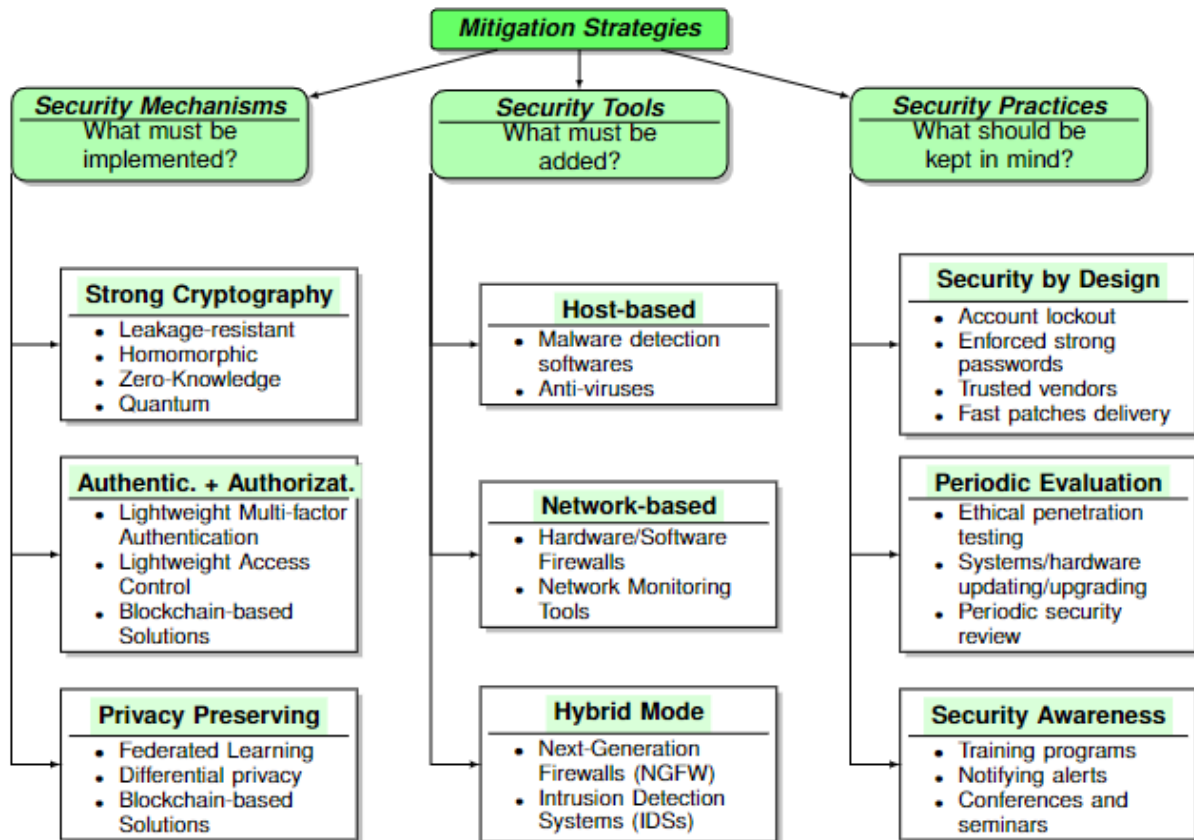 Mitigation Strategies
Security Mechanisms
What must be
implemented?
Security Tools
What must be
added?
Security Practices
What should be
kept in mind?
Strong Cryptography
• Leakage-resistant
• Homomorphic
• Zero-Knowledge
• Quantum
Authentic. + Authorizat.
• Lightweight Multi-factor
Authentication
• Lightweight Access
Control
• Blockchain-based
Solutions
Privacy Preserving
• Federated Learning
• Differential privacy
• Blockchain-based
Solutions
Host-based
• Malware detection
softwares
• Anti-viruses
Network-based
• Hardware/Software
Firewalls
• Network Monitoring
Tools
Hybrid Mode
• Next-Generation
Firewalls (NGFW)
• Intrusion Detection
Systems (IDSs)
Security by Design
• Account lockout
• Enforced strong
passwords
• Trusted vendors
• Fast patches delivery
Periodic Evaluation
• Ethical penetration
testing
• Systems/hardware
updating/upgrading
• Periodic security
review
Security Awareness
• Training programs
• Notifying alerts
• Conferences and
seminars